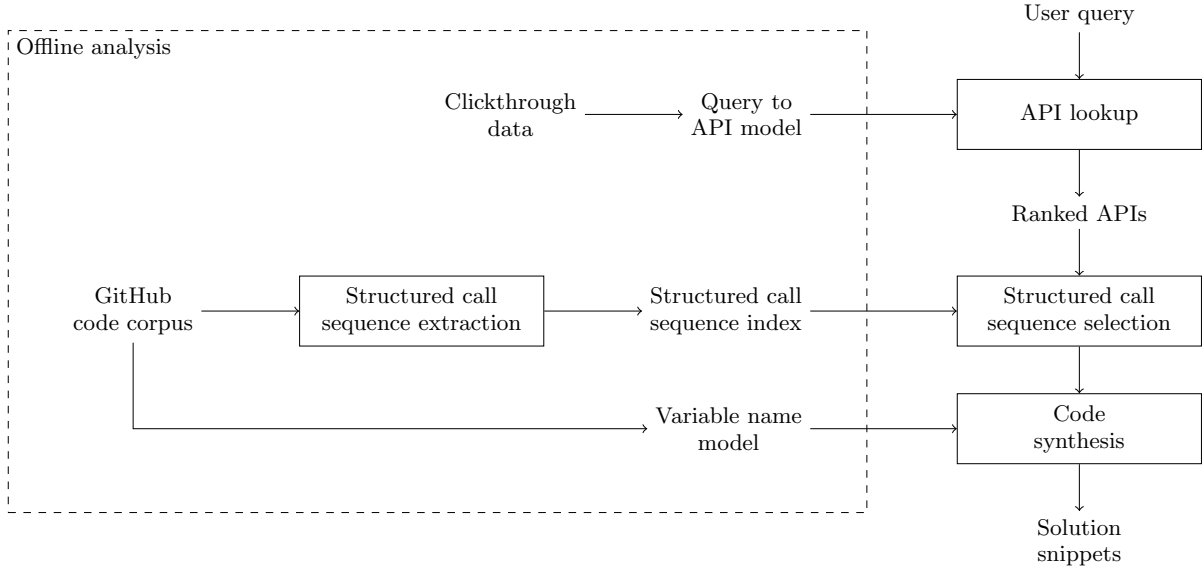 User query
Offline analysis
Clickthrough
data
Query to
API model
API lookup
Ranked APIs
GitHub
code corpus
Structured call
sequence extraction
Structured call
sequence index
Structured call
sequence selection
Variable name
model
Code
synthesis
Solution
snippets